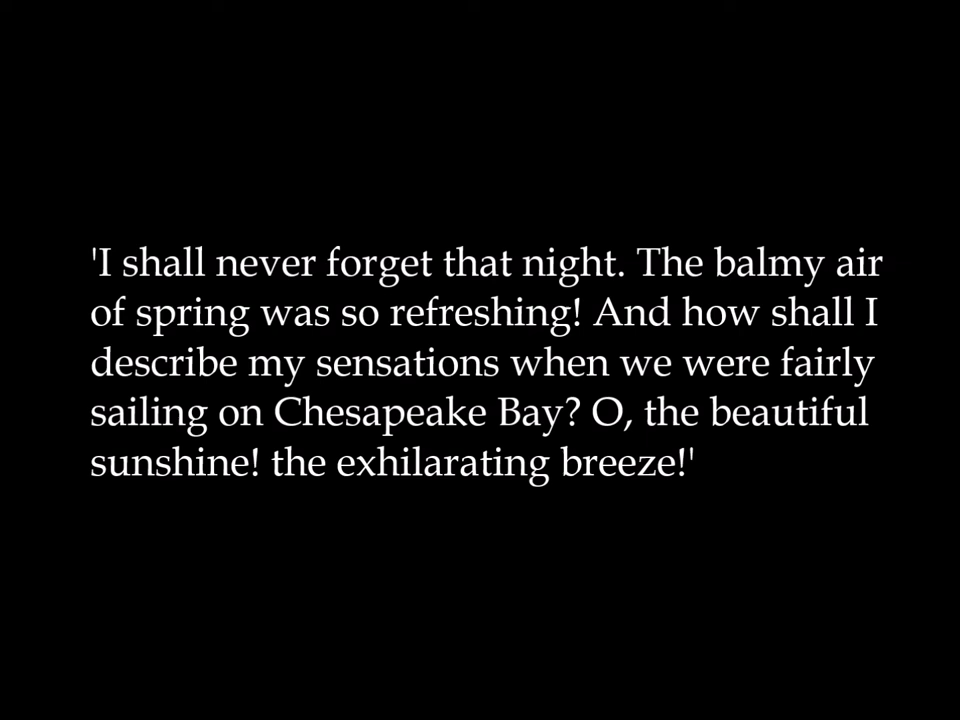 'I shall never forget that night. The balmy air
of spring was so refreshing! And how shall I
describe my sensations when we were fairly
sailing on Chesapeake Bay? O, the beautiful
sunshine! the exhilarating breeze!'